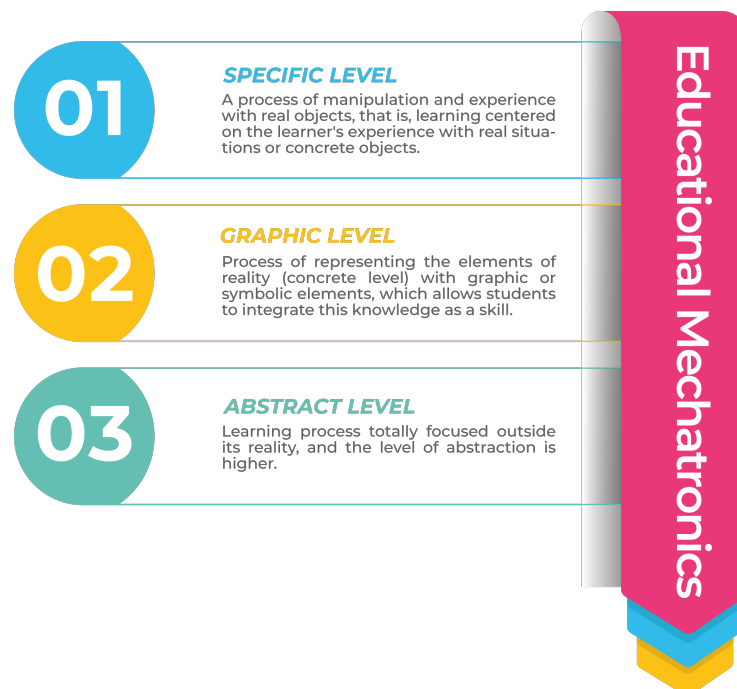 01
SPECIFIC LEVEL
A process of manipulation and experience
with real objects, that is, learning centered
on the learner's experience with real situa-
tions or concrete objects.
02
GRAPHIC LEVEL
Process of representing the elements of
reality (concrete level) with graphic or
symbolic elements, which allows students
to integrate this knowledge as a skill.
03
ABSTRACT LEVEL
Learning process totally focused outside
its reality, and the level of abstraction is
higher.
Educational Mechatronics